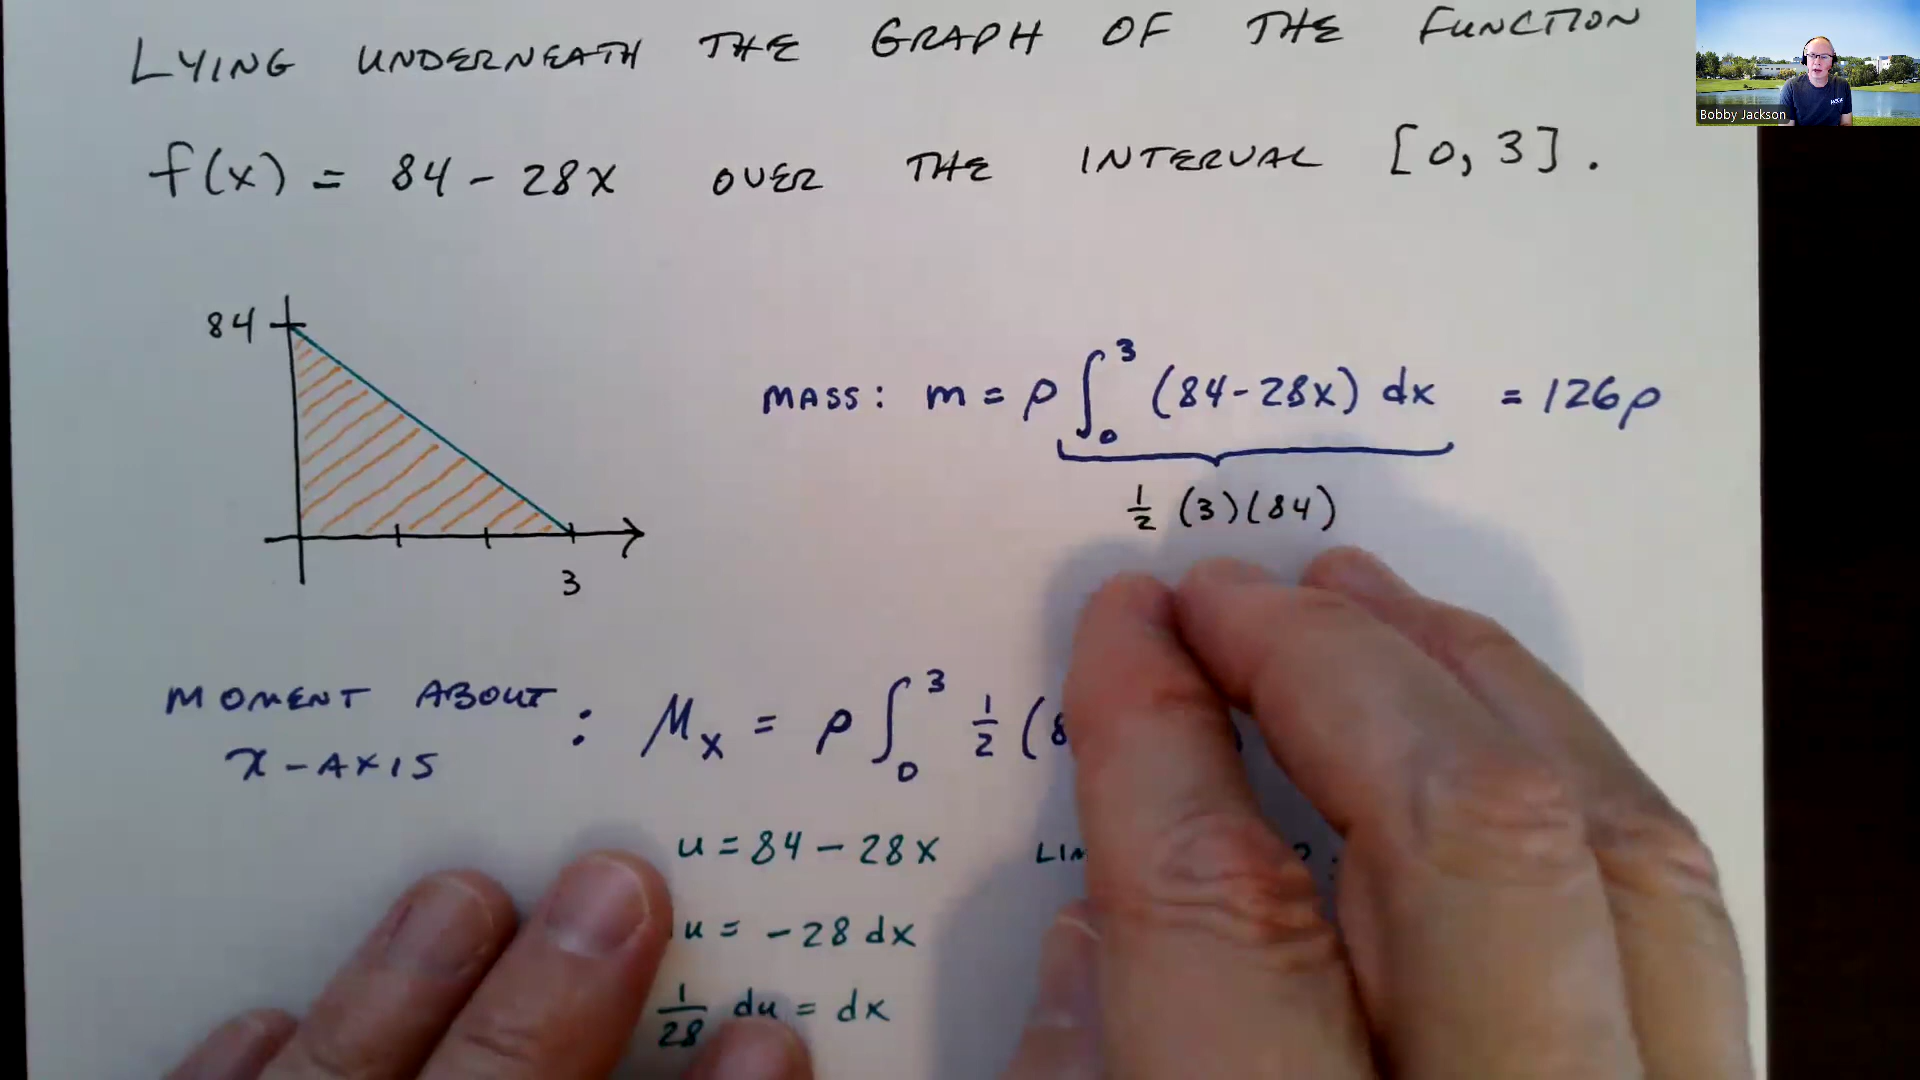 LYING UNDERNEATH THE GRAPH OF THE FUNCTION
f(x) = 84 - 28x OVER THE INTERVAL [0, 3].
Bobby Jackson
84
3
MASS: m = ρ ∫₀³ (84-28x) dx = 126ρ
½ (3)(84)
MOMENT ABOUT x-AXIS : Mₓ = ρ ∫₀³ ½ (8
u = 84 - 28x
u = -28 dx
1/28 du = dx